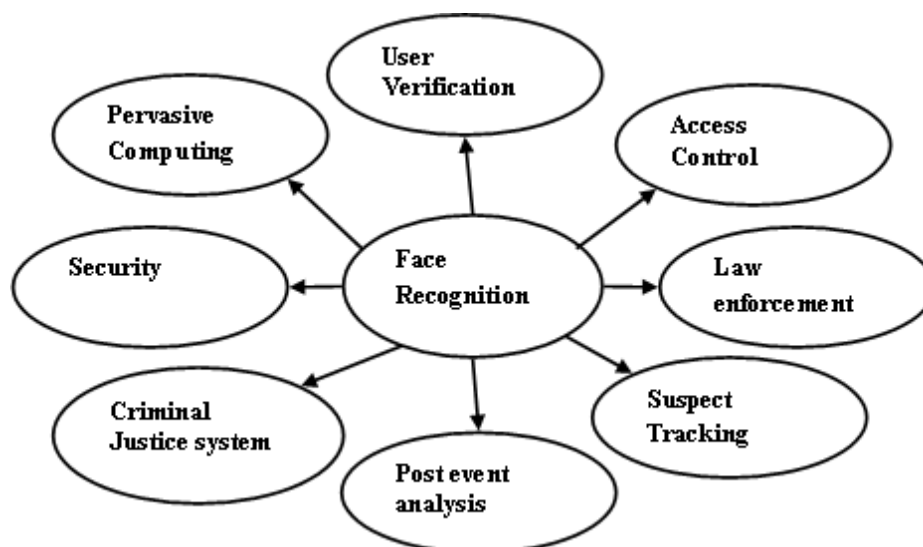 User
Verification
Pervasive
Computing
Access
Control
Security
Face
Recognition
Law
enforcement
Criminal
Justice system
Suspect
Tracking
Post event
analysis